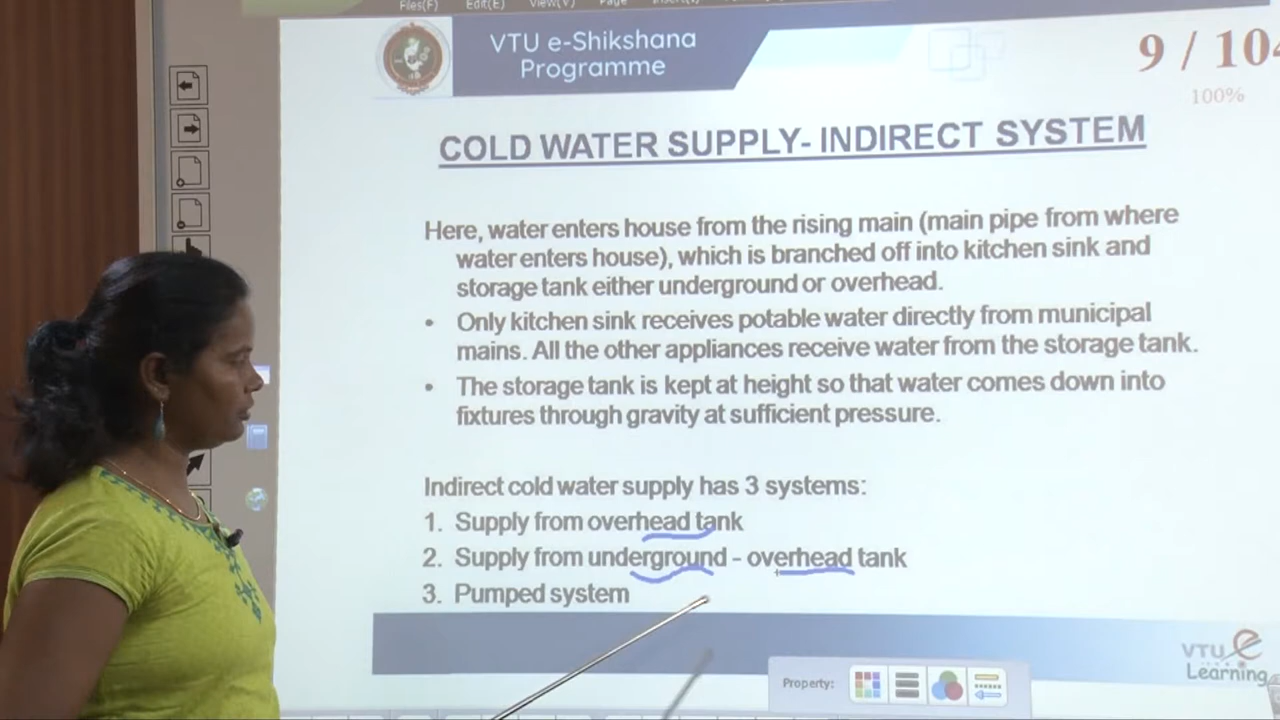 Files(F) Edit(E) View(V) Page
VTU e-Shikshana
Programme
9 / 104
100%
COLD WATER SUPPLY- INDIRECT SYSTEM
Here, water enters house from the rising main (main pipe from where
water enters house), which is branched off into kitchen sink and
storage tank either underground or overhead.
• Only kitchen sink receives potable water directly from municipal
mains. All the other appliances receive water from the storage tank.
• The storage tank is kept at height so that water comes down into
fixtures through gravity at sufficient pressure.
Indirect cold water supply has 3 systems:
1. Supply from overhead tank
2. Supply from underground - overhead tank
3. Pumped system
VTU e
Learning
Property: